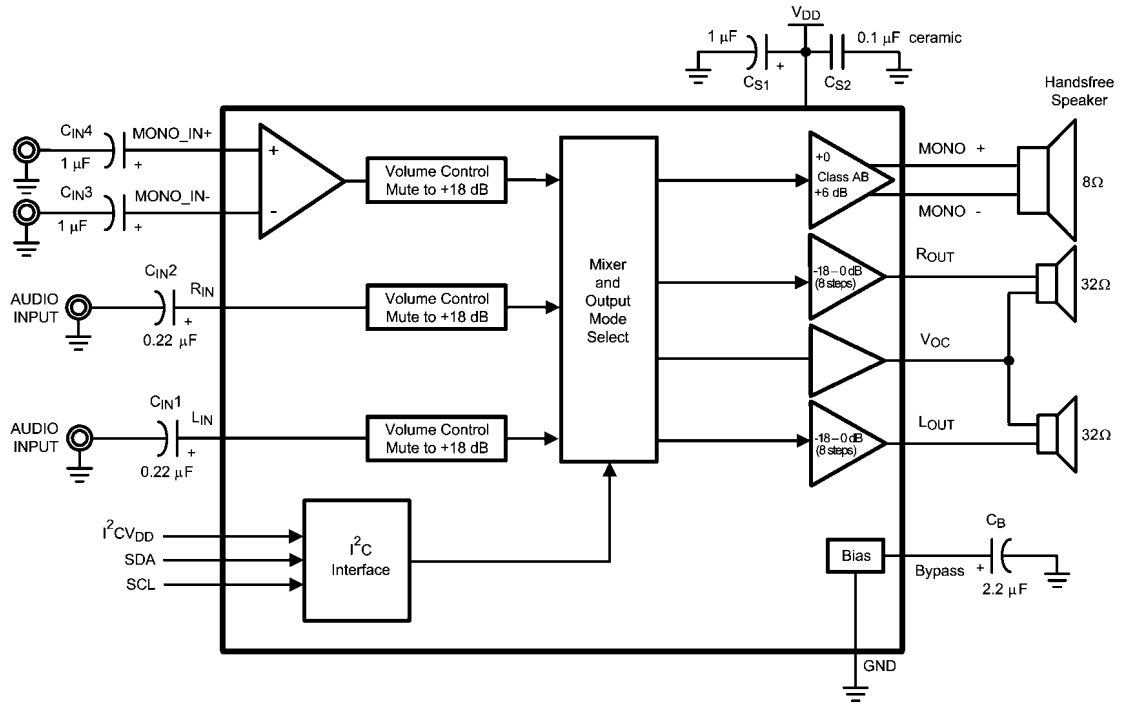 VDD
1 μF
0.1 μF ceramic
CS1
+
CS2
Handsfree
Speaker
CIN4
MONO_IN+
1 μF
+
CIN3
MONO_IN-
1 μF
+
+
-
Volume Control
Mute to +18 dB
+0
Class AB
+6 dB
MONO +
MONO -
8Ω
AUDIO
INPUT
CIN2
RIN
+
0.22 μF
Volume Control
Mute to +18 dB
Mixer
and
Output
Mode
Select
-18–0 dB
(8 steps)
ROUT
32Ω
VOC
AUDIO
INPUT
CIN1
LIN
+
0.22 μF
Volume Control
Mute to +18 dB
-18–0 dB
(8 steps)
LOUT
32Ω
I²CVDD
SDA
SCL
I²C
Interface
Bias
Bypass
CB
+
2.2 μF
GND